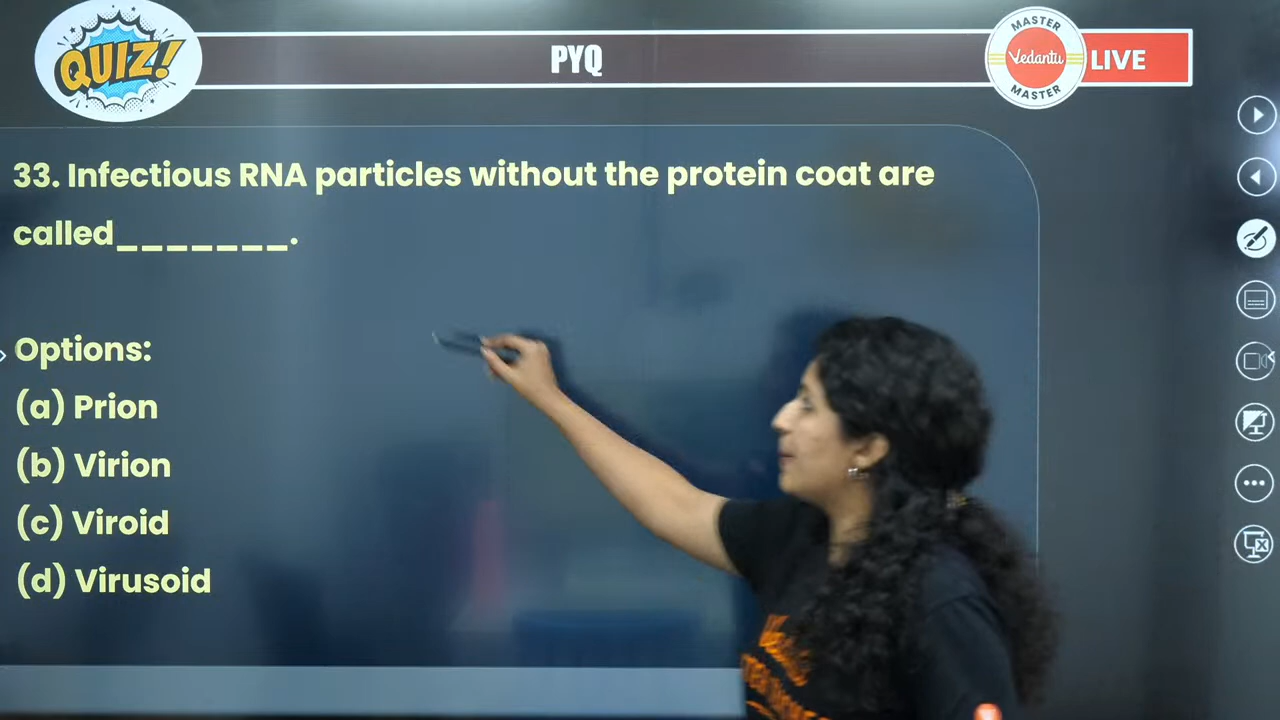 QUIZ!
PYQ
MASTER
Vedantu
MASTER
LIVE
33. Infectious RNA particles without the protein coat are
called_______.
Options:
(a) Prion
(b) Virion
(c) Viroid
(d) Virusoid